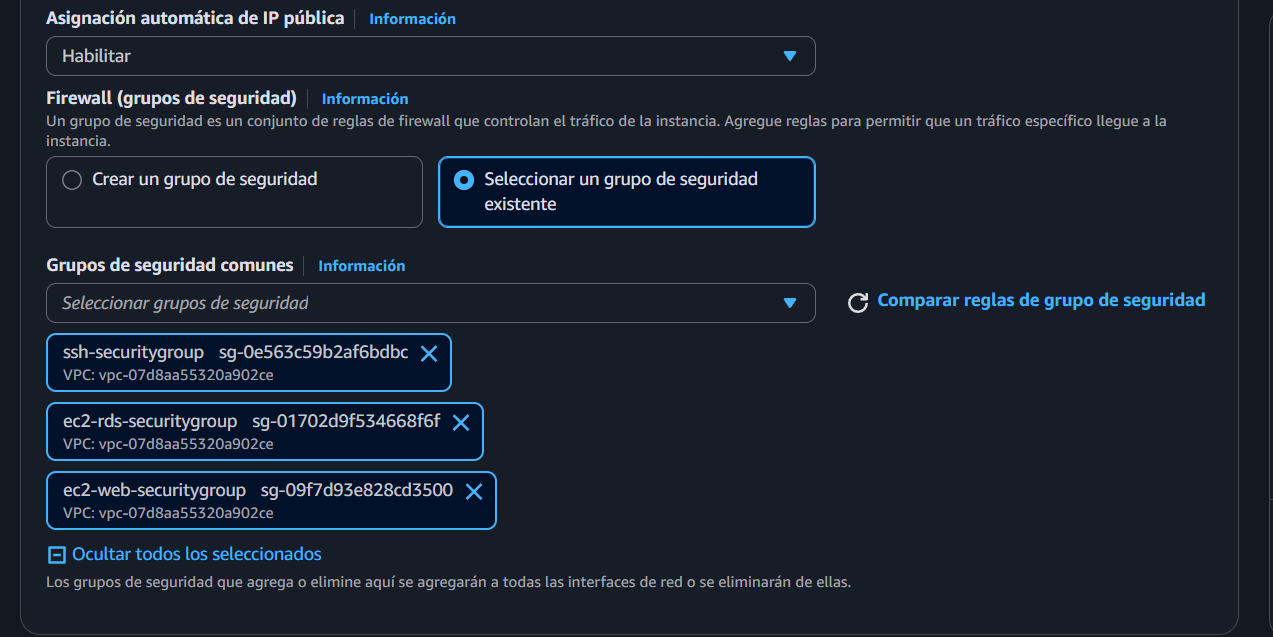 Asignación automática de IP pública Información
Habilitar
Firewall (grupos de seguridad) Información
Un grupo de seguridad es un conjunto de reglas de firewall que controlan el tráfico de la instancia. Agregue reglas para permitir que un tráfico específico llegue a la
instancia.
Crear un grupo de seguridad
Seleccionar un grupo de seguridad
existente
Grupos de seguridad comunes Información
Seleccionar grupos de seguridad
Comparar reglas de grupo de seguridad
ssh-securitygroup sg-0e563c59b2af6bdbc
VPC: vpc-07d8aa55320a902ce
ec2-rds-securitygroup sg-01702d9f534668f6f
VPC: vpc-07d8aa55320a902ce
ec2-web-securitygroup sg-09f7d93e828cd3500
VPC: vpc-07d8aa55320a902ce
Ocultar todos los seleccionados
Los grupos de seguridad que agrega o elimine aquí se agregarán a todas las interfaces de red o se eliminarán de ellas.